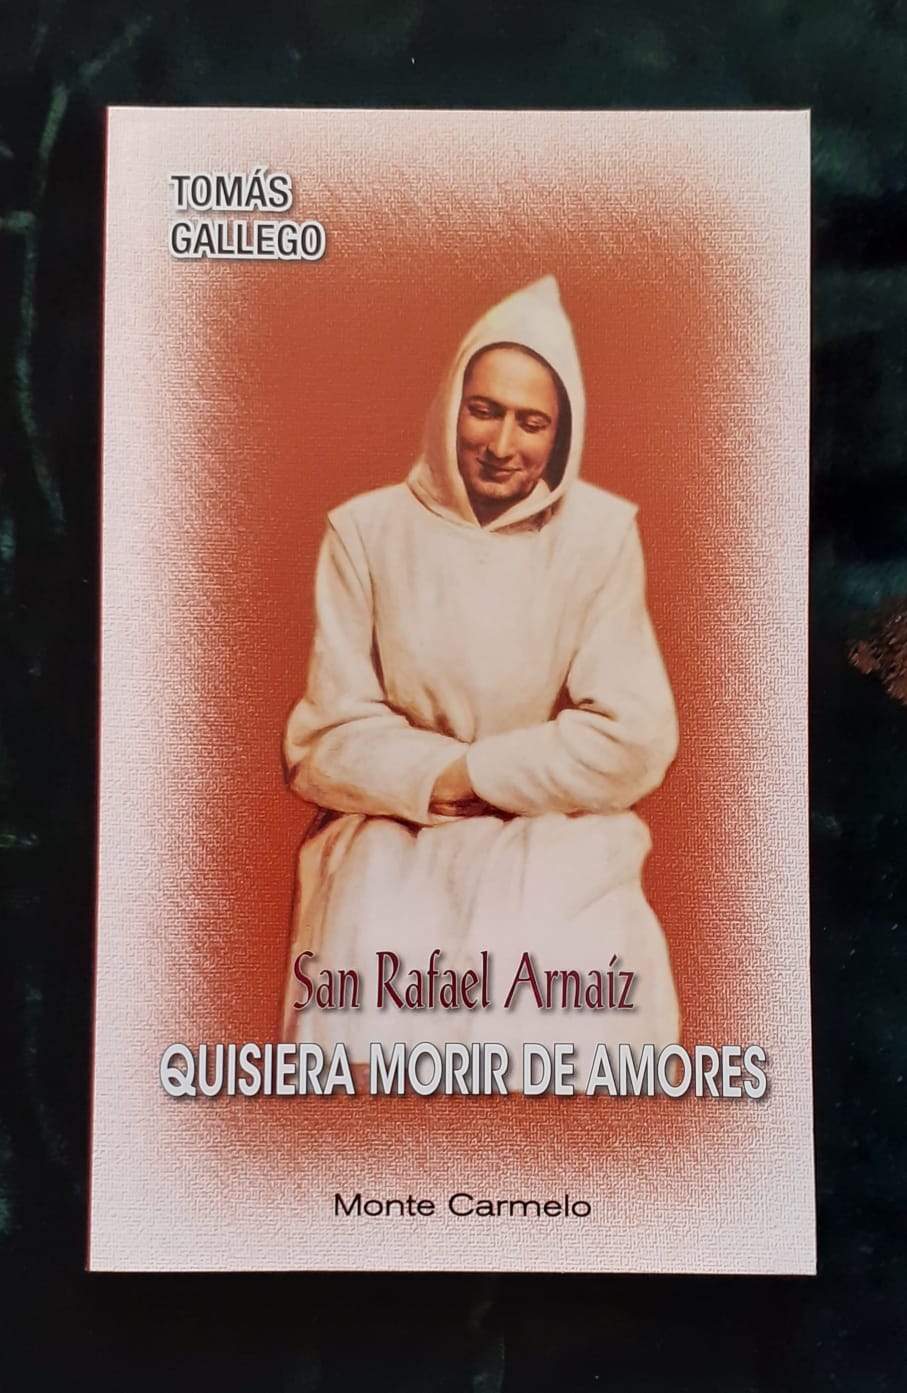 TOMÁS
GALLEGO
San Rafael Arnaíz
QUISIERA MORIR DE AMORES
Monte Carmelo